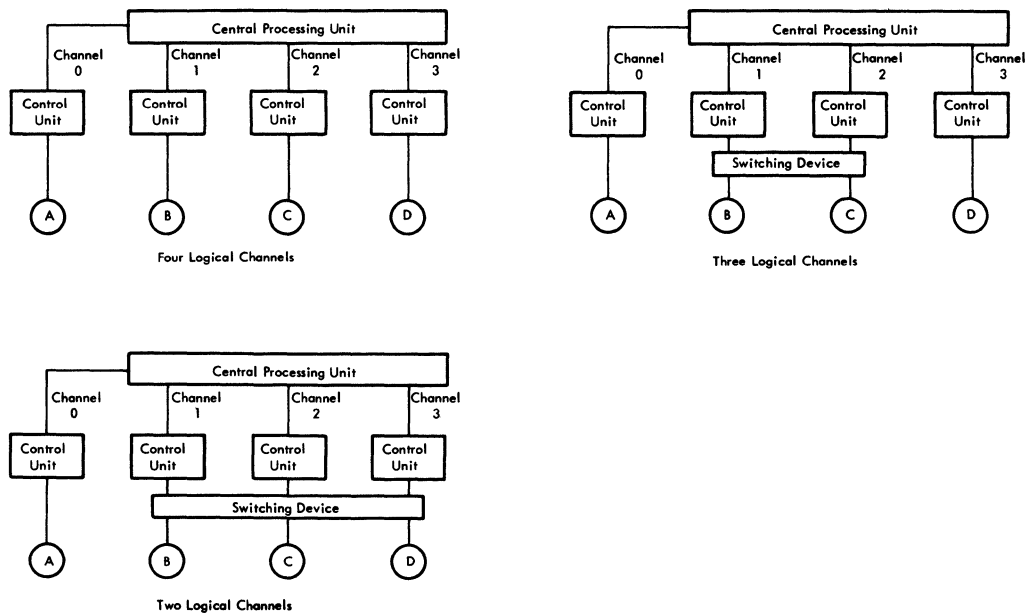 Central Processing Unit
Channel
0
Channel
1
Channel
2
Channel
3
Control
Unit
Control
Unit
Control
Unit
Control
Unit
A
B
C
D
Four Logical Channels
Central Processing Unit
Channel
0
Channel
1
Channel
2
Channel
3
Control
Unit
Control
Unit
Control
Unit
Control
Unit
Switching Device
A
B
C
D
Three Logical Channels
Central Processing Unit
Channel
0
Channel
1
Channel
2
Channel
3
Control
Unit
Control
Unit
Control
Unit
Control
Unit
Switching Device
A
B
C
D
Two Logical Channels